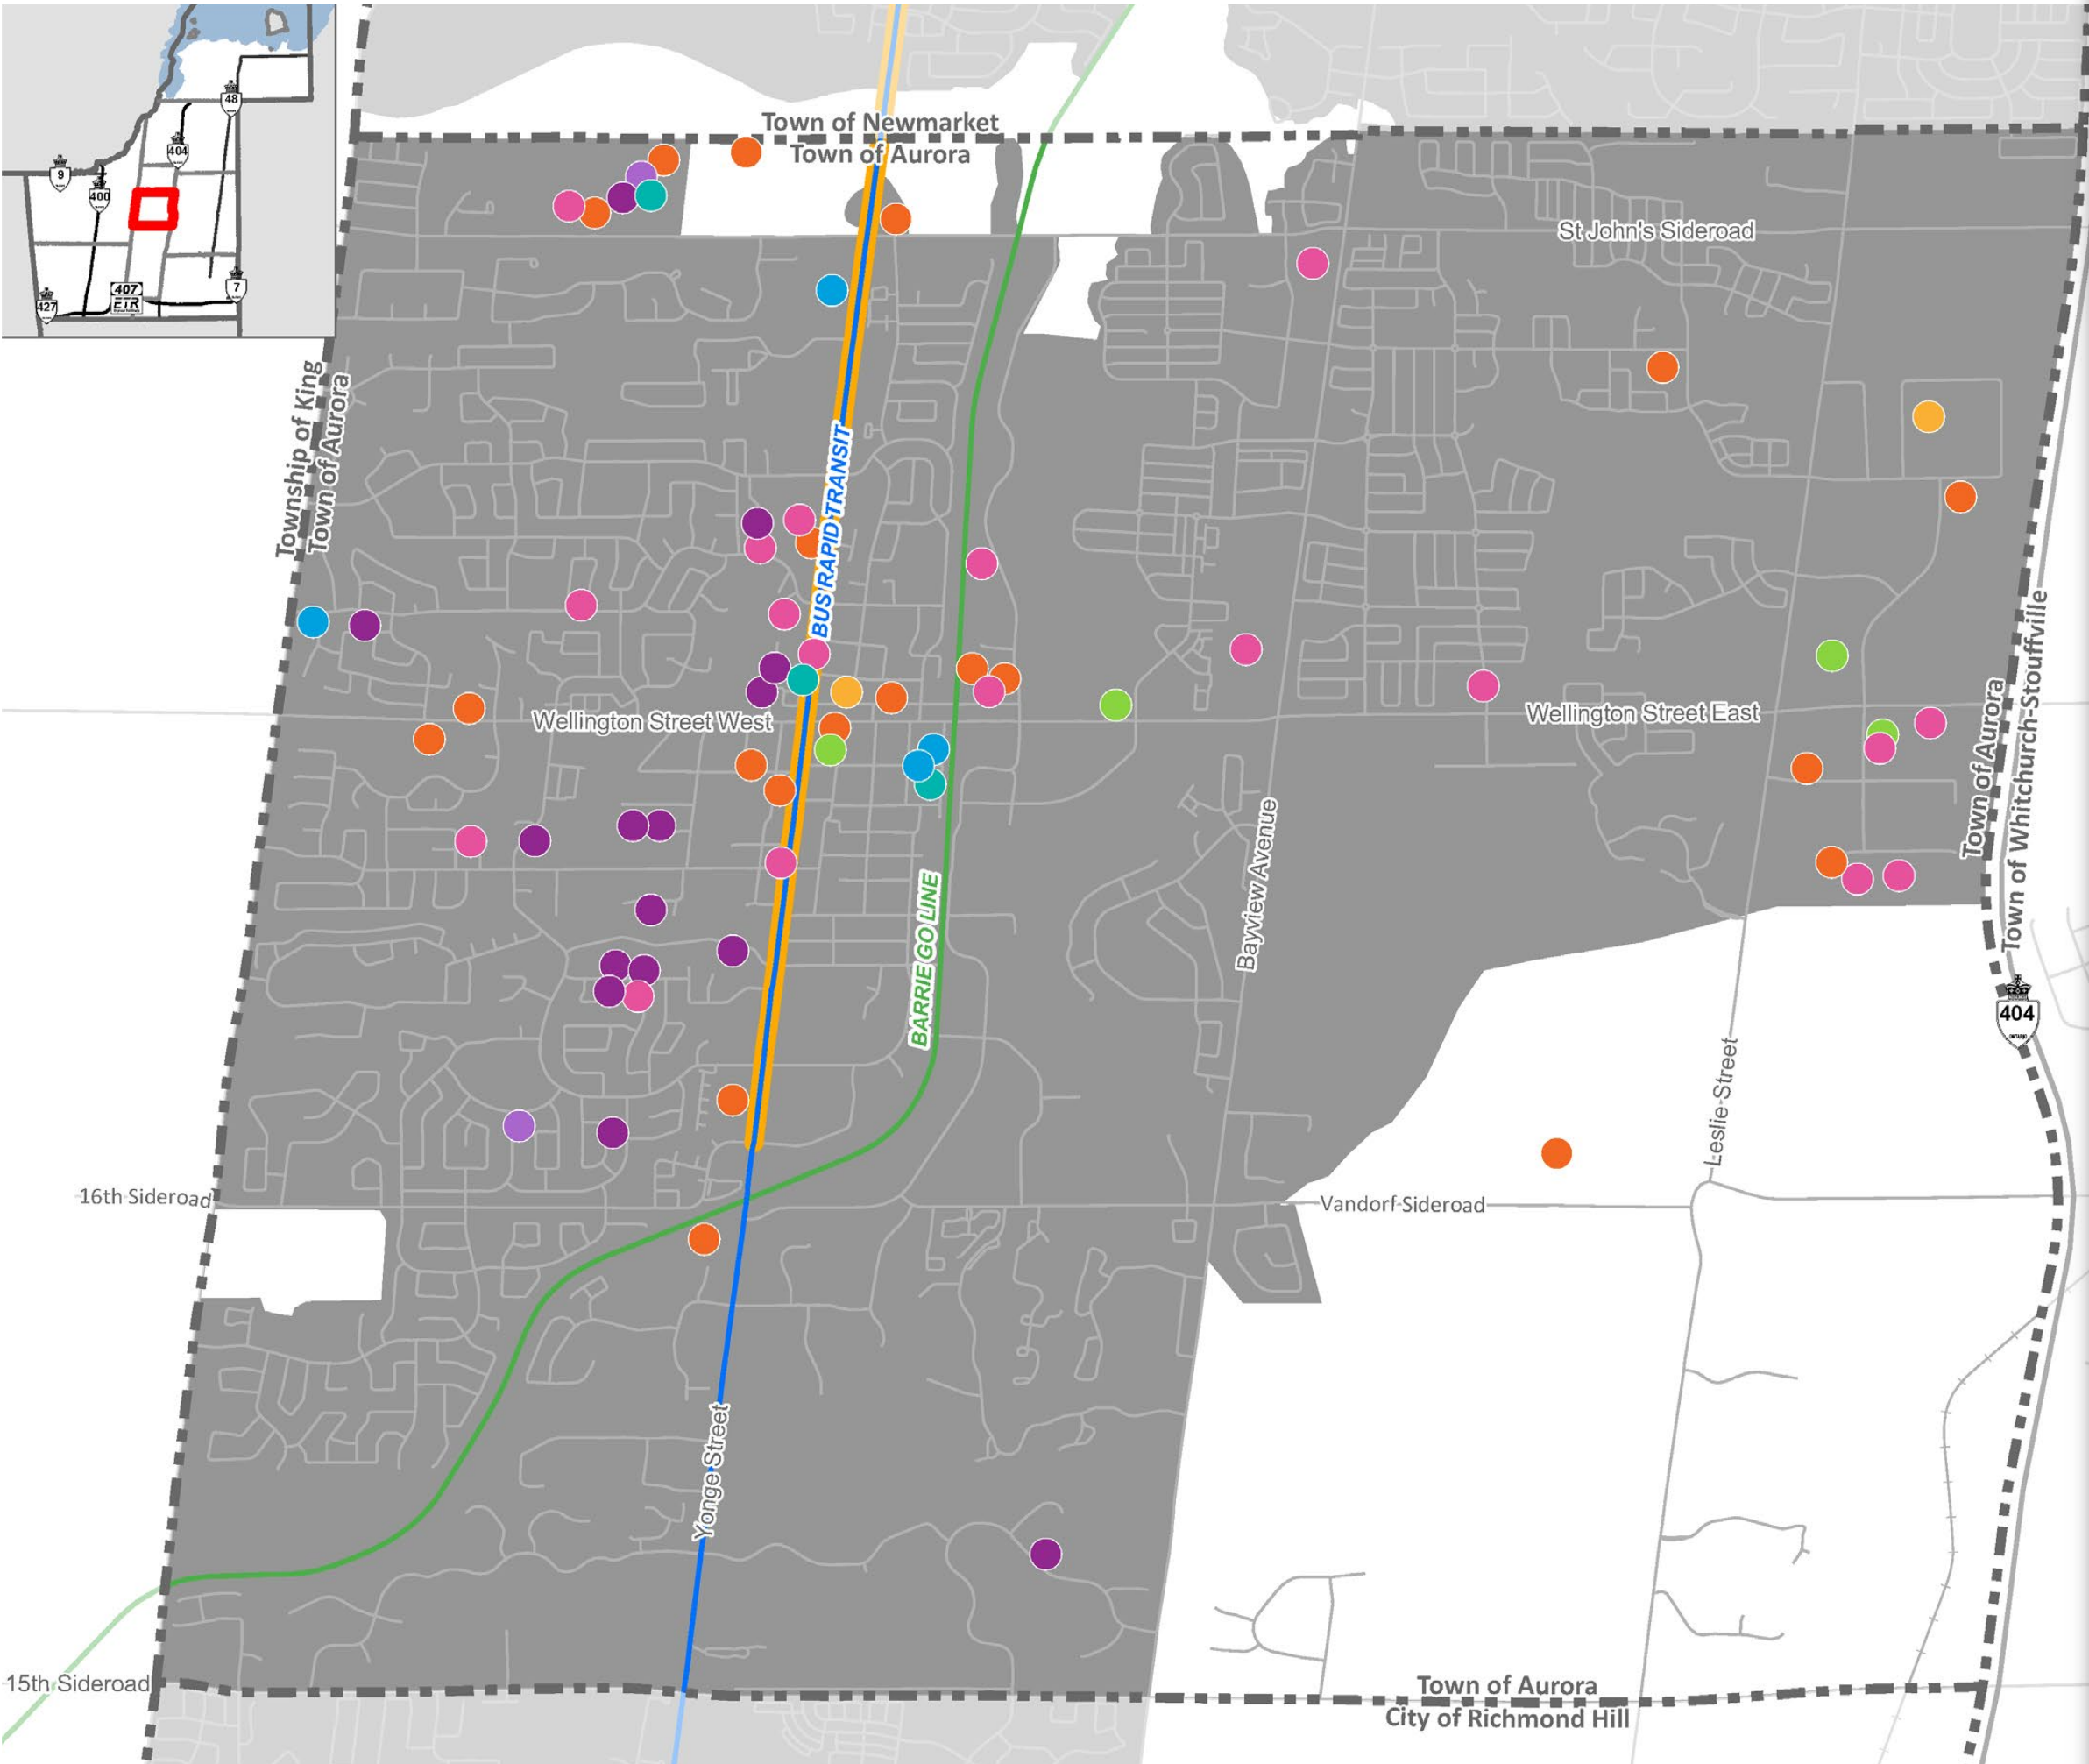 48
404
9
400
407
ETR
7
427
Town of Newmarket
Town of Aurora
St John's Sideroad
Township of King
Town of Aurora
BUS RAPID TRANSIT
Wellington Street West
Wellington Street East
Town of Aurora
Town of Whitchurch-Stouffville
Bayview Avenue
BARRIE GO LINE
404
ONTARIO
Leslie Street
16th Sideroad
Vandorf Sideroad
Yonge Street
15th Sideroad
Town of Aurora
City of Richmond Hill